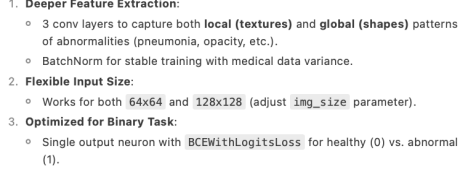 1. Deeper Feature Extraction:
○ 3 conv layers to capture both local (textures) and global (shapes) patterns
of abnormalities (pneumonia, opacity, etc.).
○ BatchNorm for stable training with medical data variance.
2. Flexible Input Size:
○ Works for both 64x64 and 128x128 (adjust img_size parameter).
3. Optimized for Binary Task:
○ Single output neuron with BCEWithLogitsLoss for healthy (0) vs. abnormal
(1).